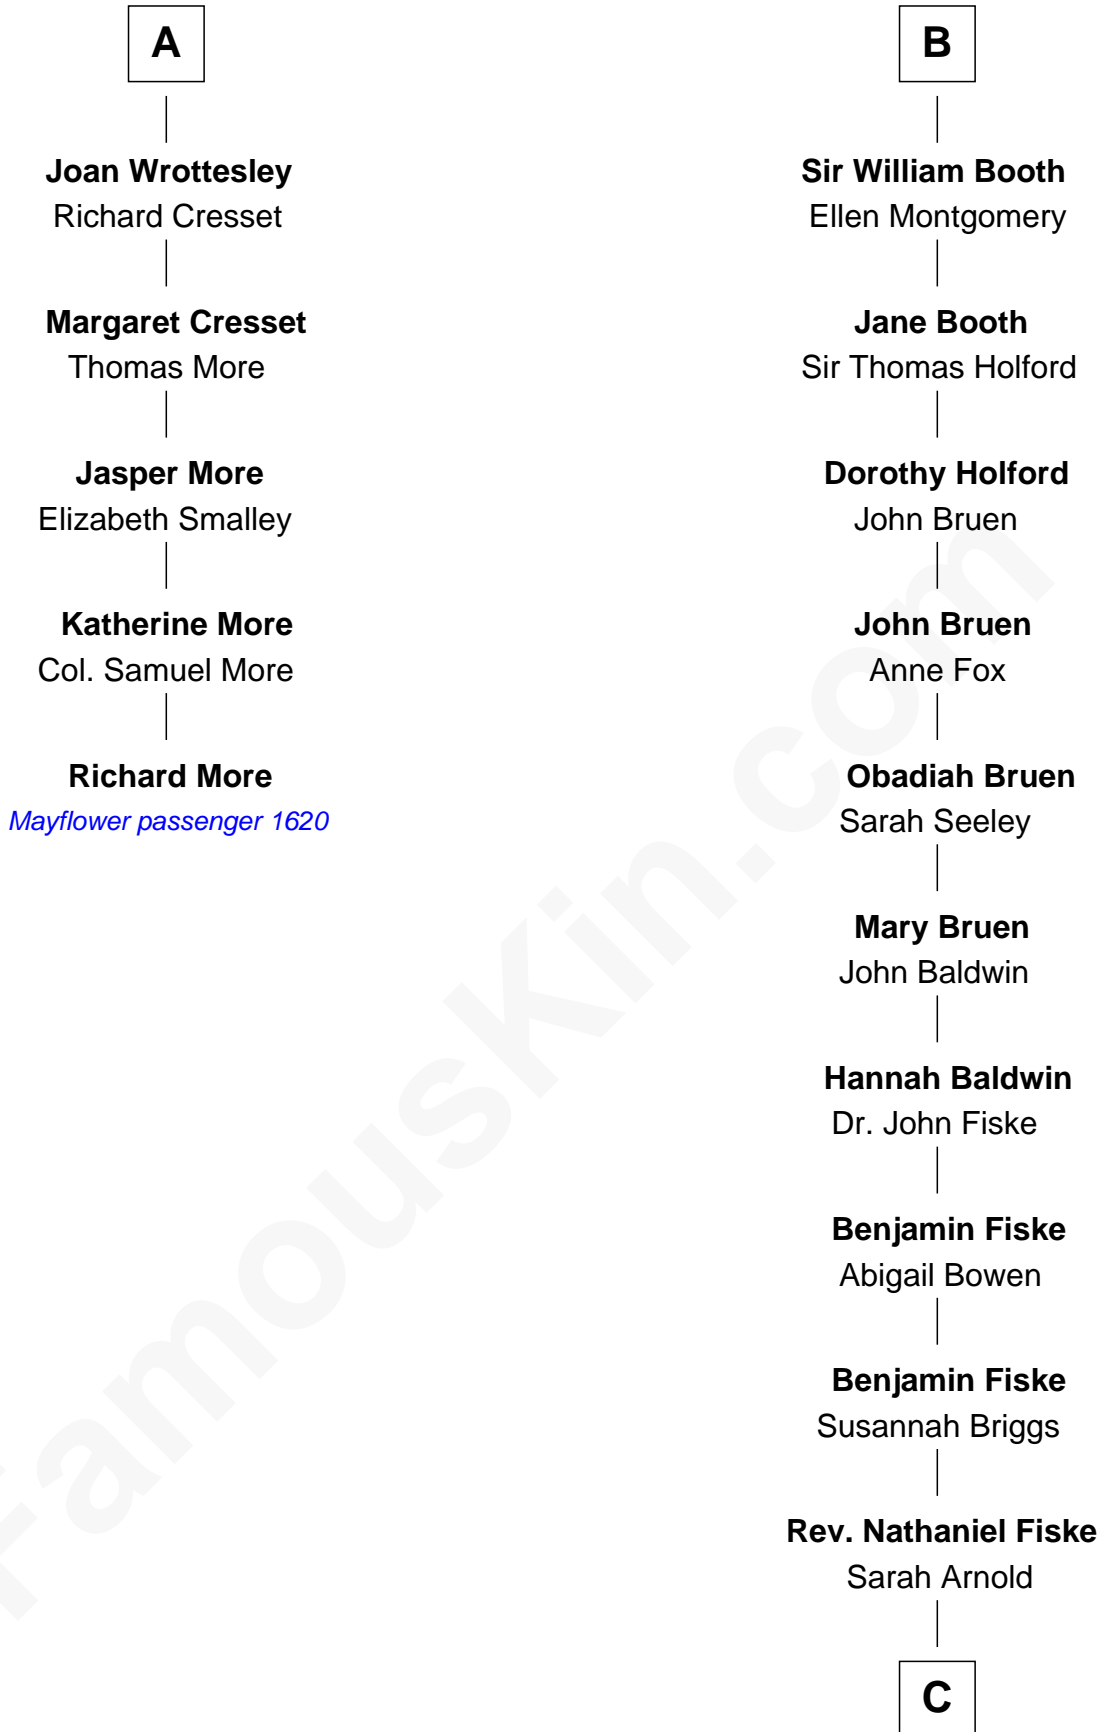 A
Joan Wrottesley
Richard Cresset
Margaret Cresset
Thomas More
Jasper More
Elizabeth Smalley
Katherine More
Col. Samuel More
Richard More
Mayflower passenger 1620
B
Sir William Booth
Ellen Montgomery
Jane Booth
Sir Thomas Holford
Dorothy Holford
John Bruen
John Bruen
Anne Fox
Obadiah Bruen
Sarah Seeley
Mary Bruen
John Baldwin
Hannah Baldwin
Dr. John Fiske
Benjamin Fiske
Abigail Bowen
Benjamin Fiske
Susannah Briggs
Rev. Nathaniel Fiske
Sarah Arnold
C
FamousKin.com